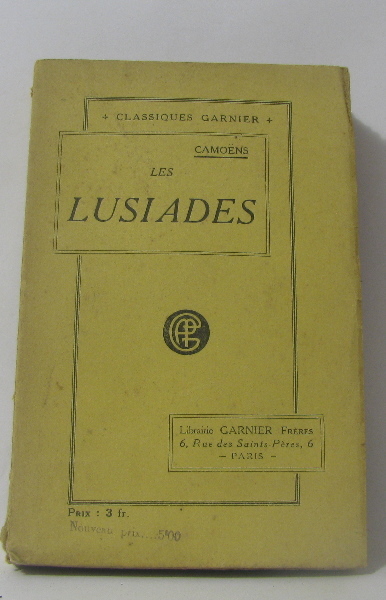 + CLASSIQUES GARNIER +
CAMOËNS
LES
LUSIADES
Librairie GARNIER FRÈRES
6, Rue des Saints-Pères, 6
– PARIS –
PRIX : 3 fr.
Nouveau prix... 5'00